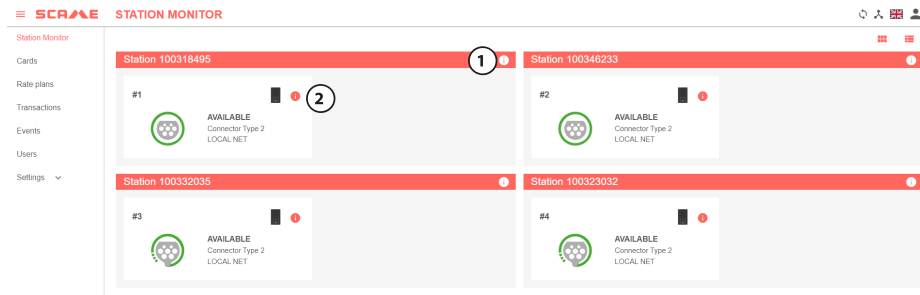 SCAME STATION MONITOR
Station Monitor
Cards
Rate plans
Transactions
Events
Users
Settings
Station 100318495
1
#1
2
AVAILABLE
Connector Type 2
LOCAL NET
Station 100346233
#2
AVAILABLE
Connector Type 2
LOCAL NET
Station 100332035
#3
AVAILABLE
Connector Type 2
LOCAL NET
Station 100323032
#4
AVAILABLE
Connector Type 2
LOCAL NET